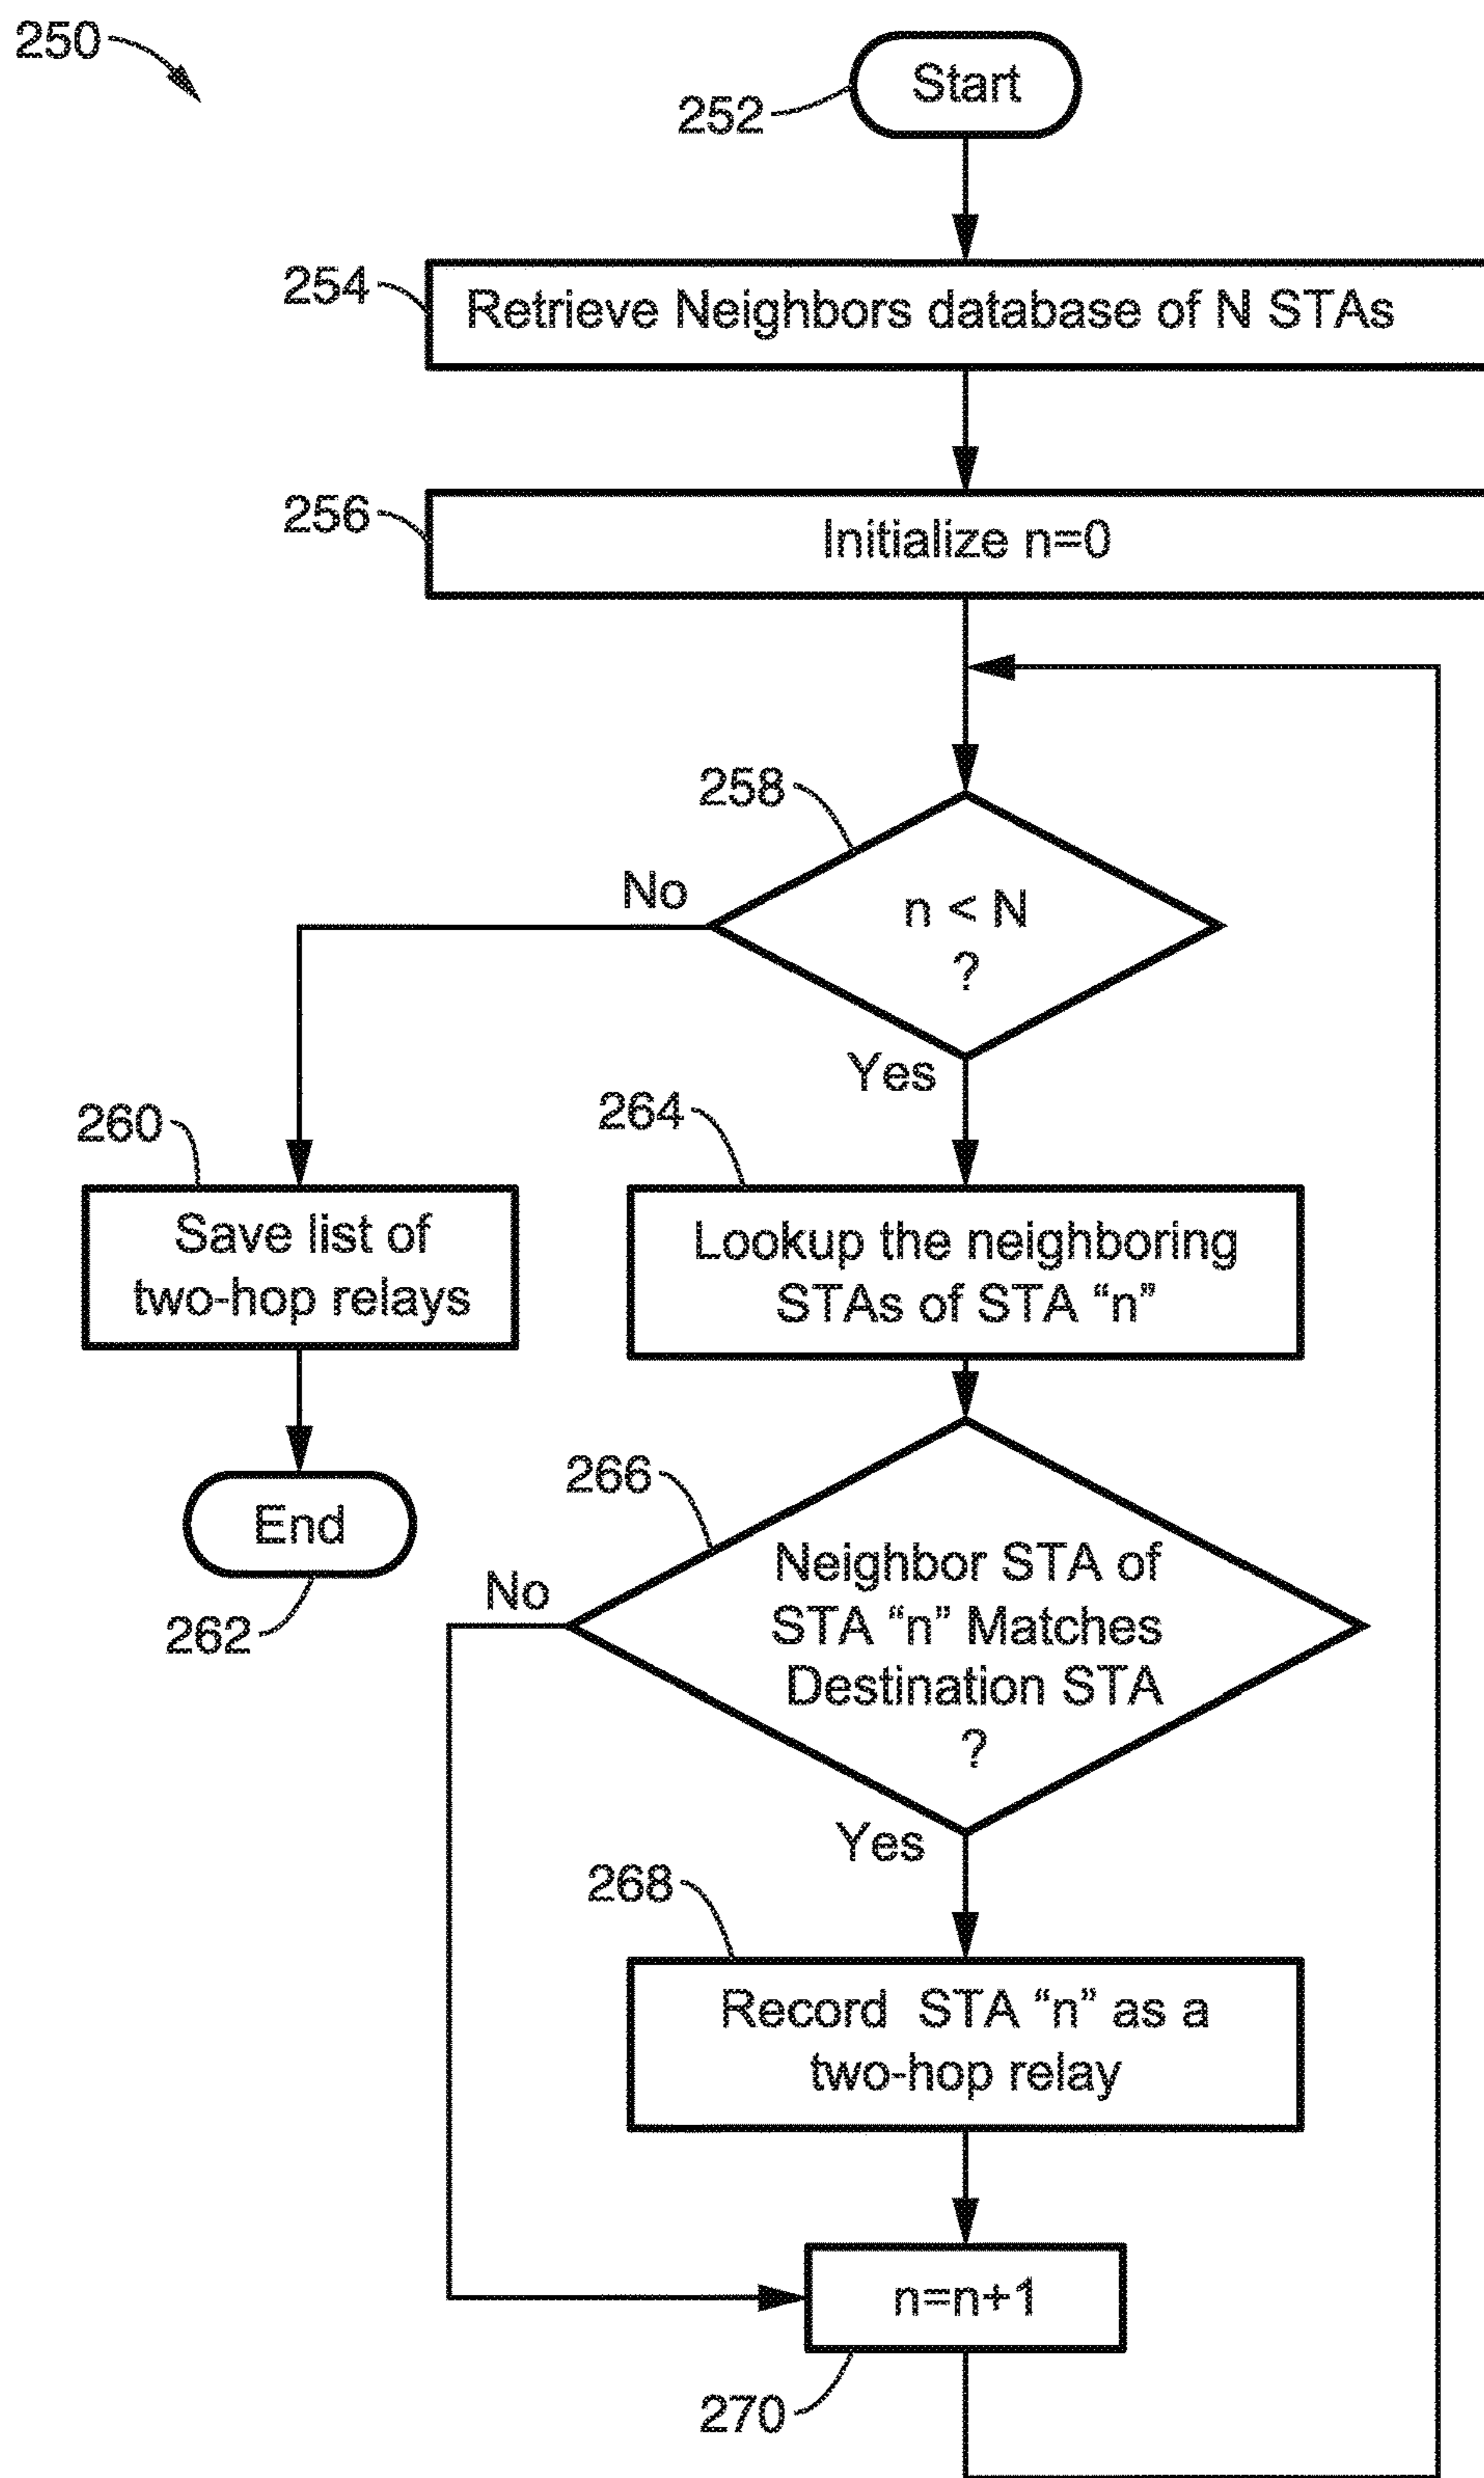 250
Start
252
254
Retrieve Neighbors database of N STAs
256
Initialize n=0
258
n < N
?
No
Yes
260
264
Save list of
two-hop relays
Lookup the neighboring
STAs of STA “n”
266
End
262
Neighbor STA of
STA “n” Matches
Destination STA
?
No
Yes
268
Record STA “n” as a
two-hop relay
n=n+1
270